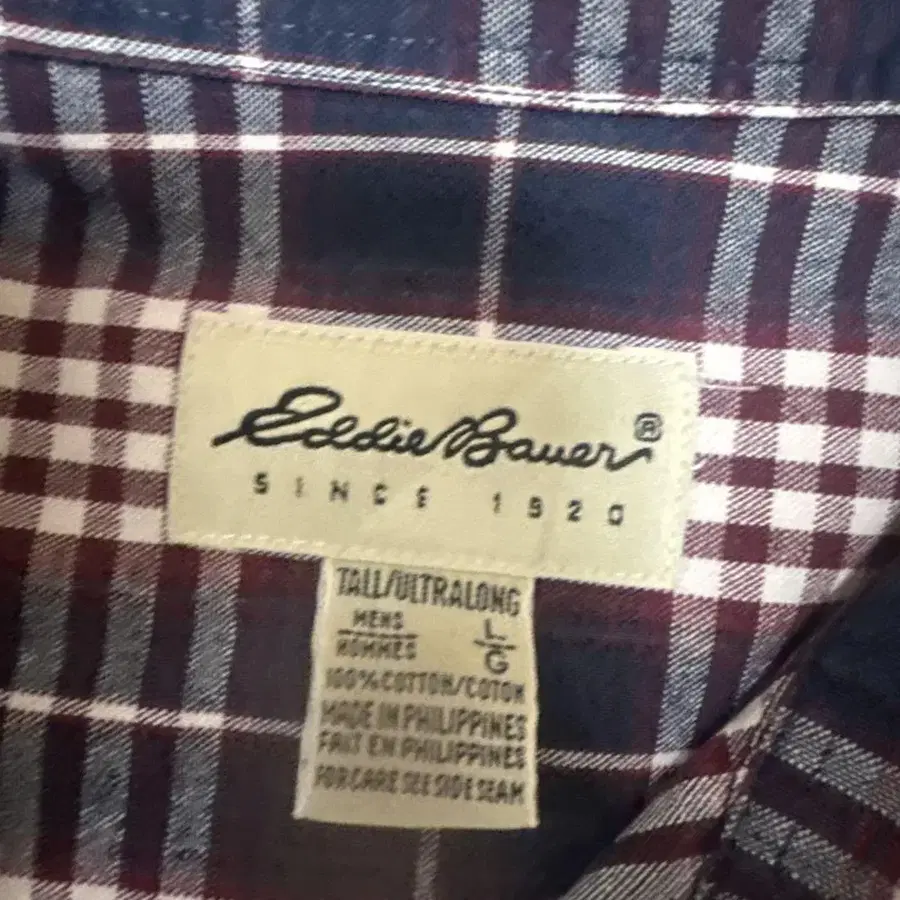 Eddie Bauer®
SINCE 1920
TALL/ULTRALONG
MENS L
HOMMES G
100% COTTON/COTON
MADE IN PHILIPPINES
FAIT EN PHILIPPINES
FOR CARE SEE SIDE SEAM